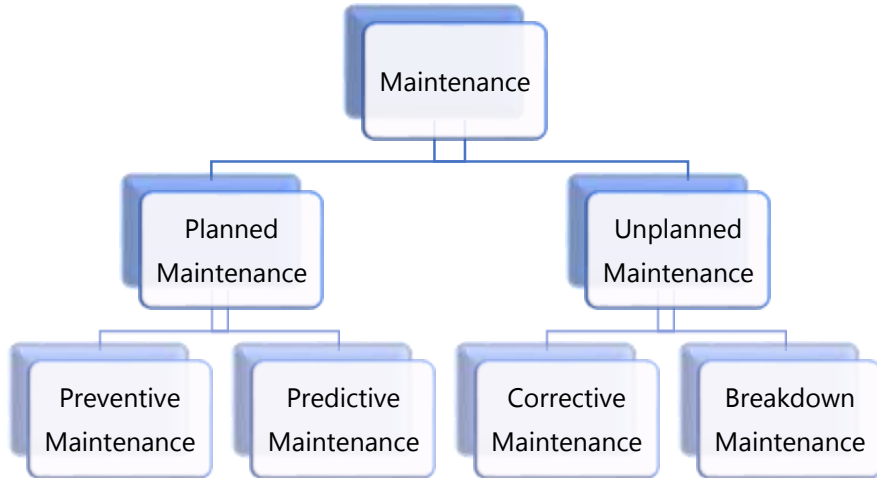 Maintenance
Planned
Maintenance
Unplanned
Maintenance
Preventive
Maintenance
Predictive
Maintenance
Corrective
Maintenance
Breakdown
Maintenance